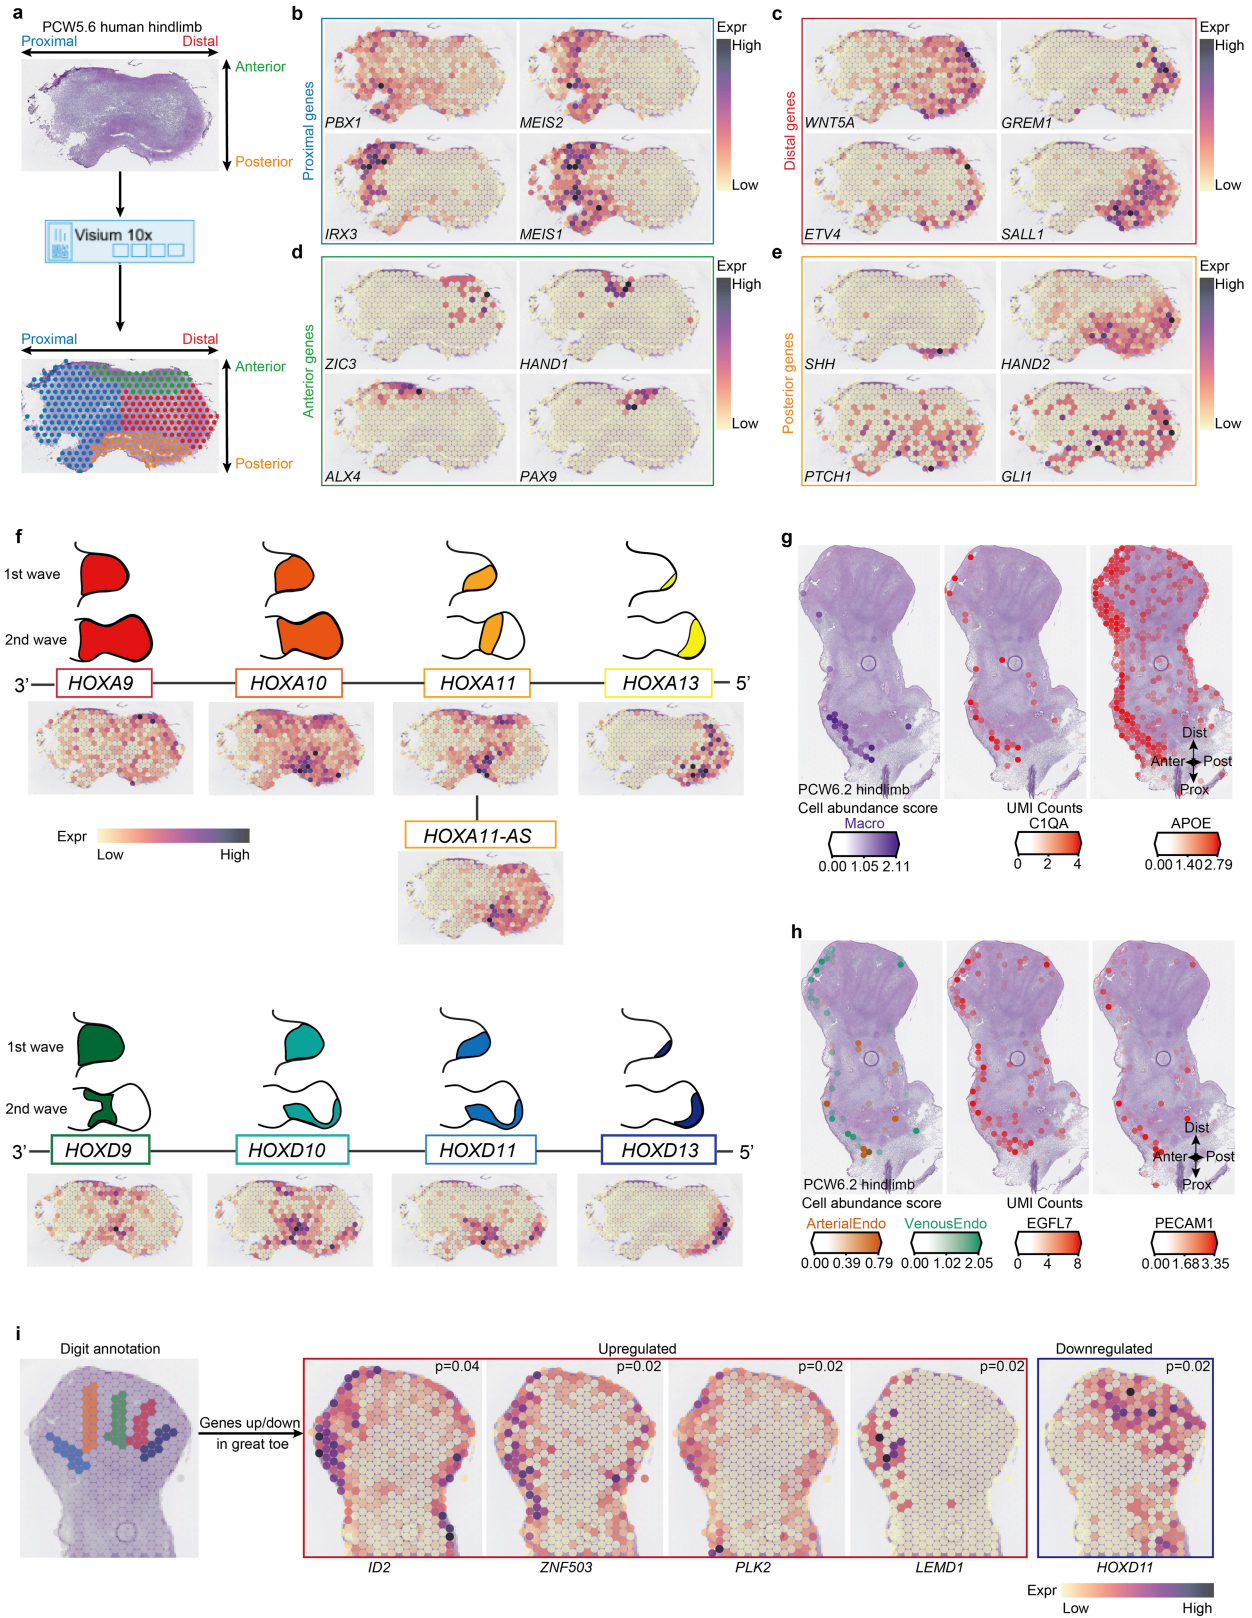 a
PCW5.6 human hindlimb
Proximal
Distal
Anterior
Posterior
Visium 10x
Proximal
Distal
Anterior
Posterior
b
Proximal genes
PBX1
MEIS2
IRX3
MEIS1
Expr
High
Low
c
Distal genes
WNT5A
GREM1
ETV4
SALL1
Expr
High
Low
d
Anterior genes
ZIC3
HAND1
ALX4
PAX9
Expr
High
Low
e
Posterior genes
SHH
HAND2
PTCH1
GLI1
Expr
High
Low
f
1st wave
2nd wave
3’
HOXA9
HOXA10
HOXA11
HOXA13
5’
HOXA11-AS
Expr
Low
High
1st wave
2nd wave
3’
HOXD9
HOXD10
HOXD11
HOXD13
5’
g
Dist
Anter
Post
Prox
PCW6.2 hindlimb
Cell abundance score
UMI Counts
Macro
C1QA
APOE
0.00 1.05 2.11
0 2 4
0.00 1.40 2.79
h
Dist
Anter
Post
Prox
PCW6.2 hindlimb
Cell abundance score
UMI Counts
ArterialEndo
VenousEndo
EGFL7
PECAM1
0.00 0.39 0.79
0.00 1.02 2.05
0 4 8
0.00 1.68 3.35
i
Digit annotation
Upregulated
Downregulated
Genes up/down
in great toe
p=0.04
p=0.02
p=0.02
p=0.02
p=0.02
ID2
ZNF503
PLK2
LEMD1
HOXD11
Expr
Low
High